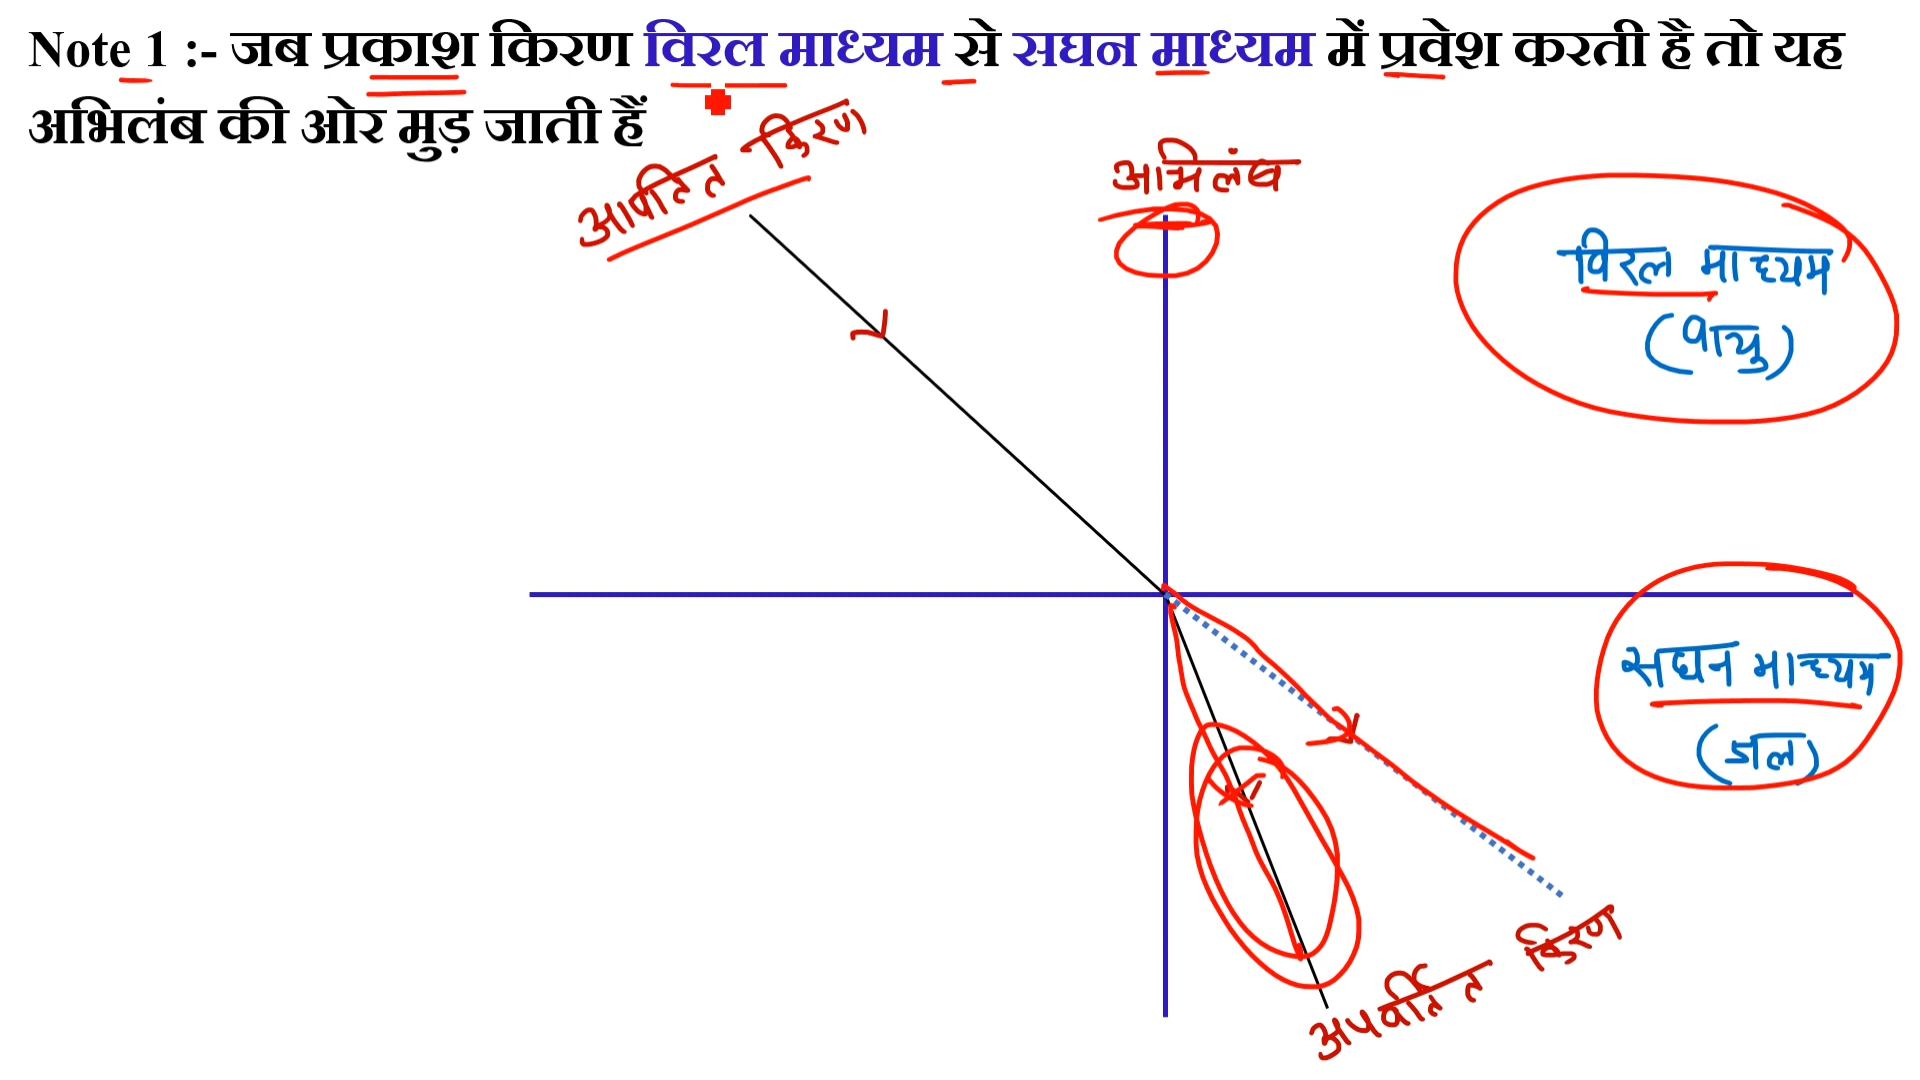 Note 1 :- जब प्रकाश किरण विरल माध्यम से सघन माध्यम में प्रवेश करती है तो यह
अभिलंब की ओर मुड़ जाती हैं
आपतित किरण
अभिलंब
विरल माध्यम
(वायु)
सघन माध्यम
(जल)
अपवर्तित किरण